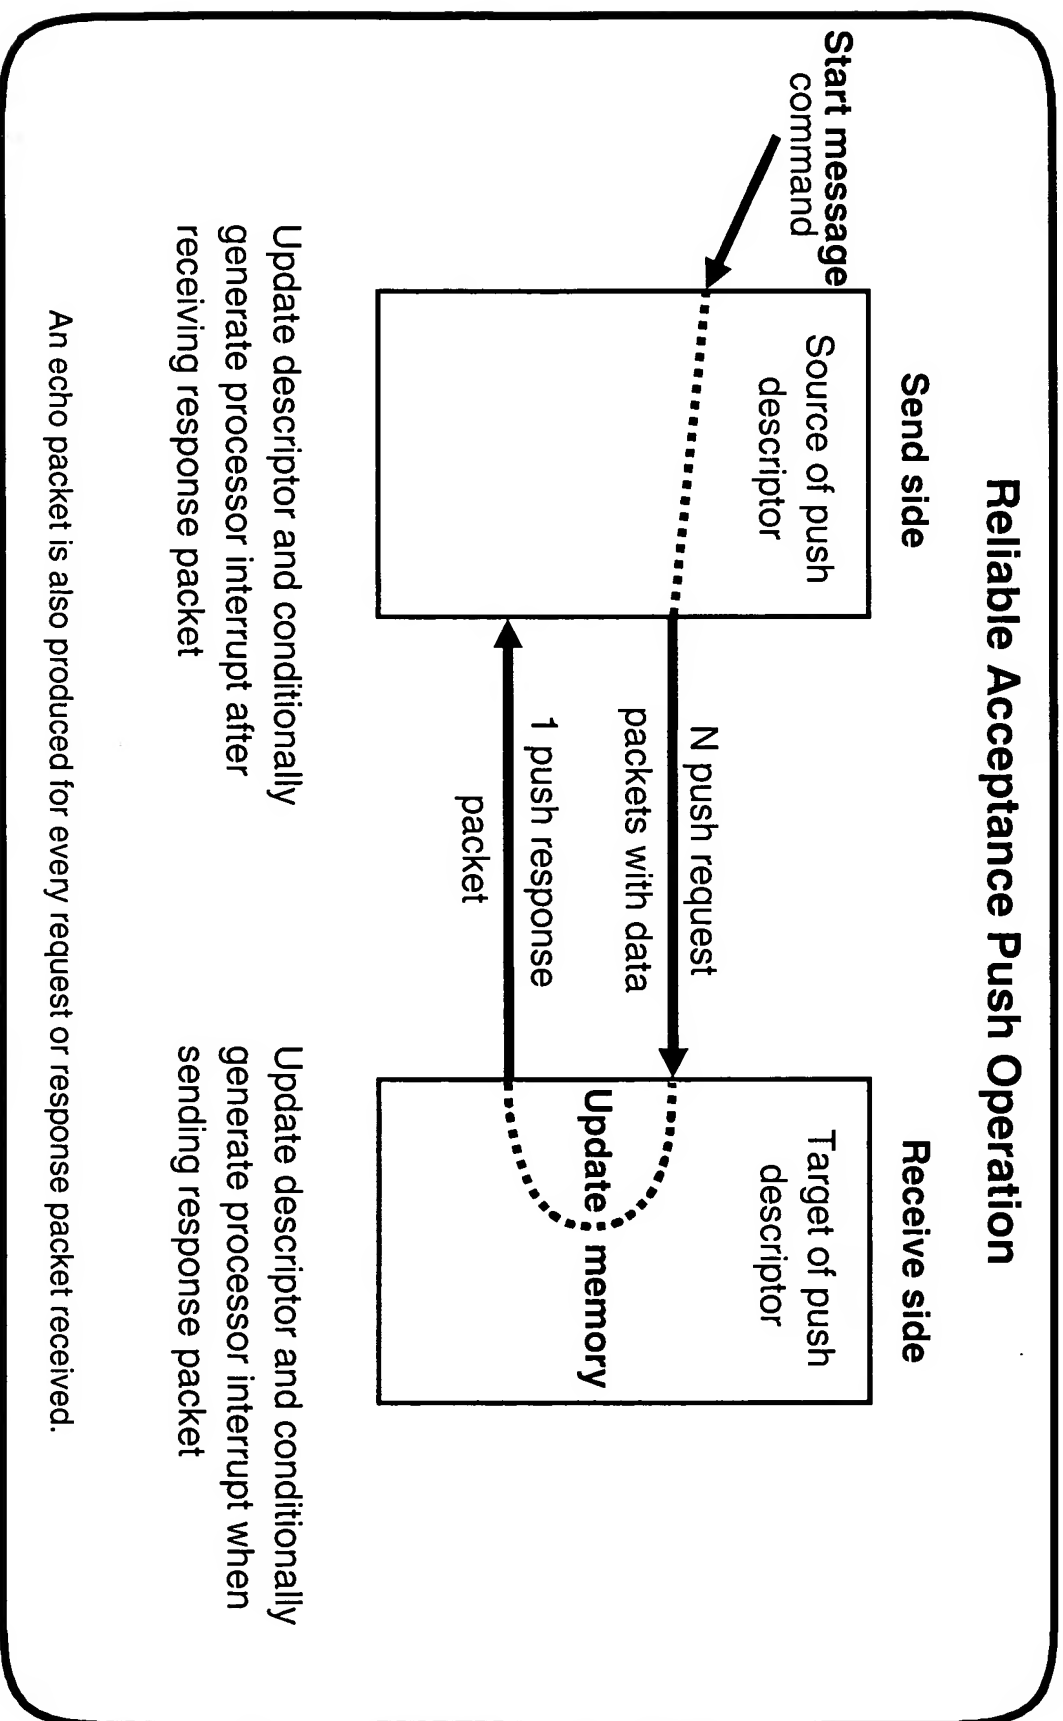 Reliable Acceptance Push Operation
Send side
Receive side
Start message
command
Source of push
descriptor
N push request
packets with data
1 push response
packet
Target of push
descriptor
Update memory
Update descriptor and conditionally
generate processor interrupt after
receiving response packet
Update descriptor and conditionally
generate processor interrupt when
sending response packet
An echo packet is also produced for every request or response packet received.